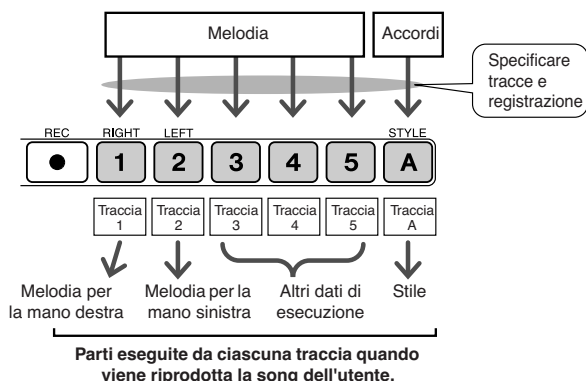 Melodia
Accordi
Specificare
tracce e
registrazione
REC
RIGHT
LEFT
STYLE
1
2
3
4
5
A
Traccia
1
Traccia
2
Traccia
3
Traccia
4
Traccia
5
Traccia
A
Melodia per
la mano destra
Melodia per la
mano sinistra
Altri dati di
esecuzione
Stile
Parti eseguite da ciascuna traccia quando
viene riprodotta la song dell'utente.